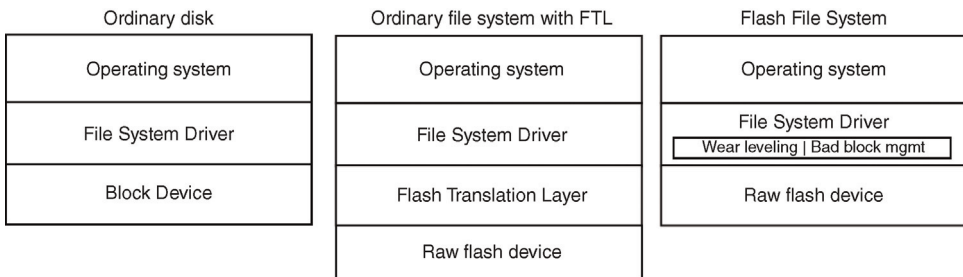 Ordinary disk
Operating system
File System Driver
Block Device
Ordinary file system with FTL
Operating system
File System Driver
Flash Translation Layer
Raw flash device
Flash File System
Operating system
File System Driver
Wear leveling | Bad block mgmt
Raw flash device